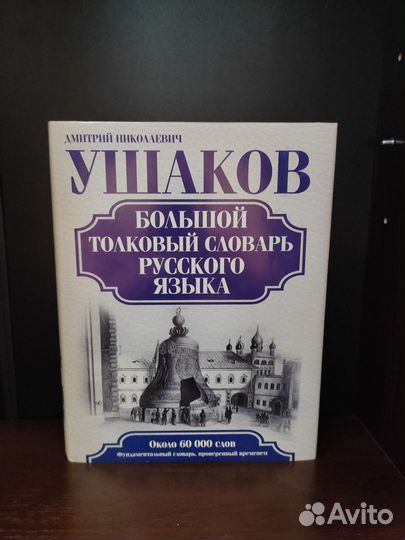 ДМИТРИЙ НИКОЛАЕВИЧ
УШАКОВ
БОЛЬШОЙ
ТОЛКОВЫЙ СЛОВАРЬ
РУССКОГО
ЯЗЫКА
Около 60 000 слов
Фундаментальный словарь, проверенный временем
Avito